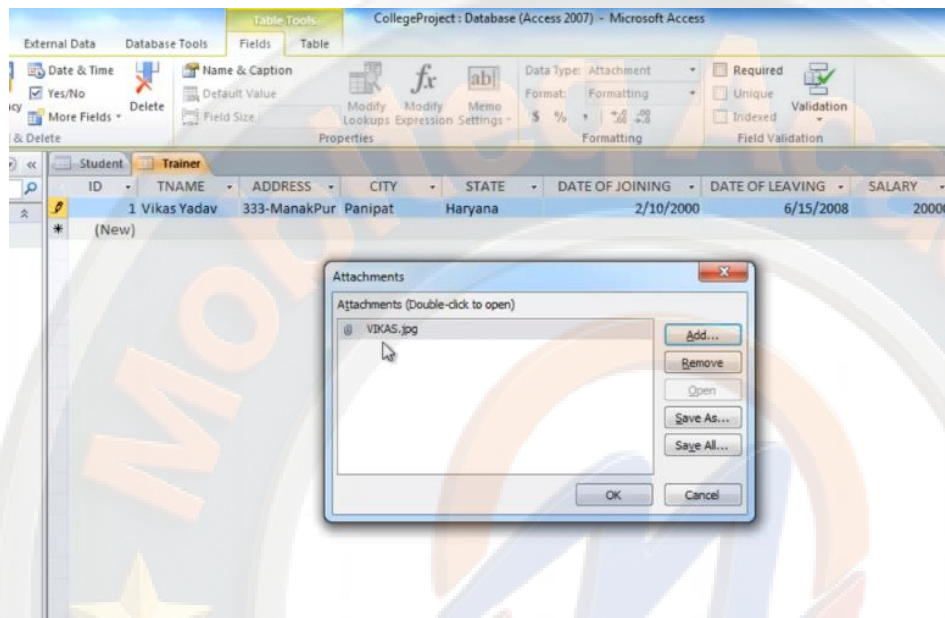 Table Tools
CollegeProject : Database (Access 2007) - Microsoft Access
External Data Database Tools Fields Table
Date & Time
Yes/No
More Fields
Delete
Name & Caption
Default Value
Field Size
Modify Lookups
Modify Expression
Memo Settings
Properties
fx
ab|
Data Type: Attachment
Format: Formatting
$ % ,
Formatting
Required
Unique
Indexed
Validation
Field Validation
& Delete
Student Trainer
ID TNAME ADDRESS CITY STATE DATE OF JOINING DATE OF LEAVING SALARY
1 Vikas Yadav 333-ManakPur Panipat Haryana 2/10/2000 6/15/2008
(New)
Attachments
Attachments (Double-click to open)
VIKAS.jpg
Add...
Remove
Open
Save As...
Save All...
OK Cancel